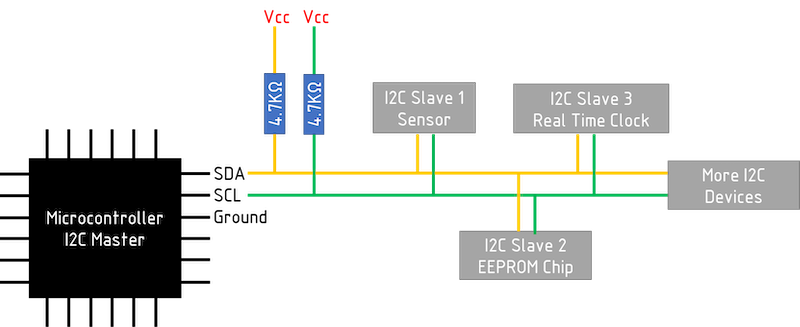 Vcc Vcc
4.7KΩ
4.7KΩ
I2C Slave 1
Sensor
I2C Slave 3
Real Time Clock
SDA
SCL
Ground
Microcontroller
I2C Master
More I2C
Devices
I2C Slave 2
EEPROM Chip